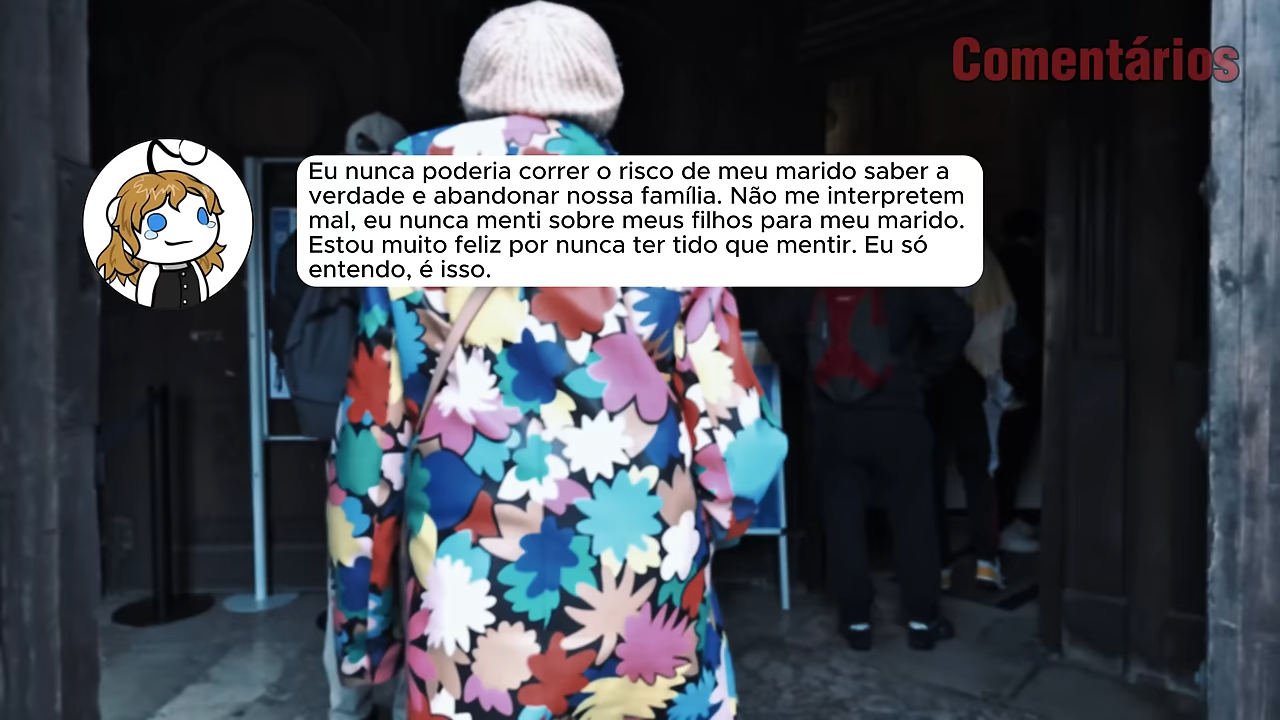 Comentários
Eu nunca poderia correr o risco de meu marido saber a
verdade e abandonar nossa família. Não me interpretem
mal, eu nunca menti sobre meus filhos para meu marido.
Estou muito feliz por nunca ter tido que mentir. Eu só
entendo, é isso.